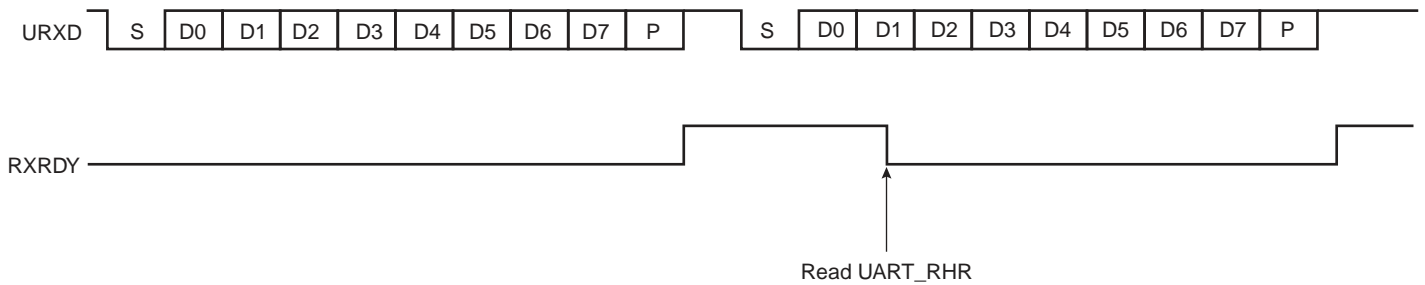 URXD S D0 D1 D2 D3 D4 D5 D6 D7 P S D0 D1 D2 D3 D4 D5 D6 D7 P
RXRDY
Read UART_RHR